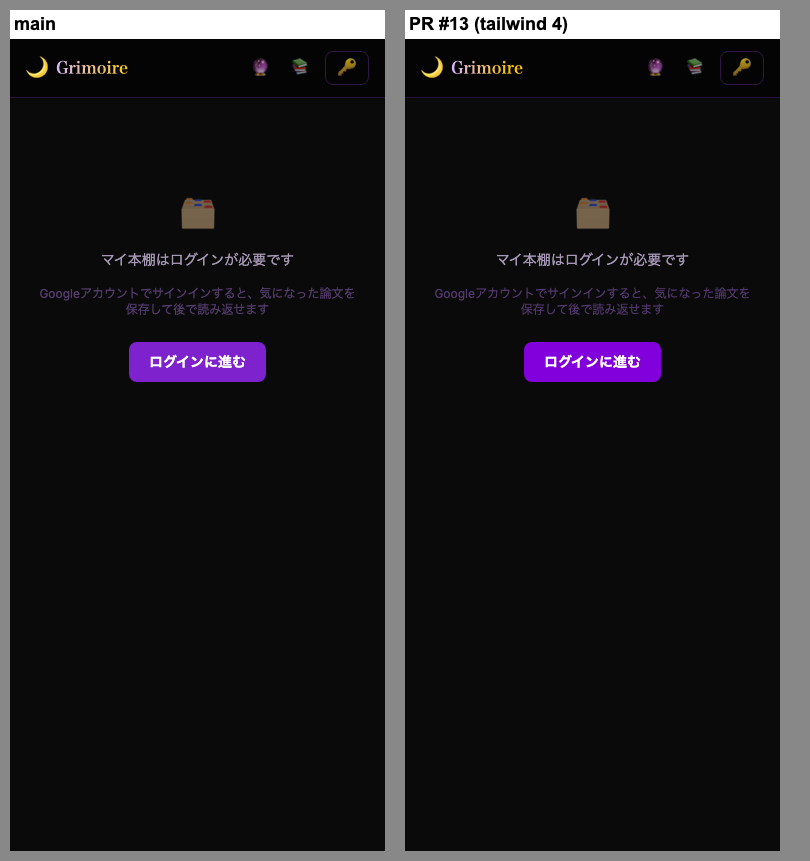 main
PR #13 (tailwind 4)
Grimoire
マイ本棚はログインが必要です
Googleアカウントでサインインすると、気になった論文を
保存して後で読み返せます
ログインに進む
Grimoire
マイ本棚はログインが必要です
Googleアカウントでサインインすると、気になった論文を
保存して後で読み返せます
ログインに進む